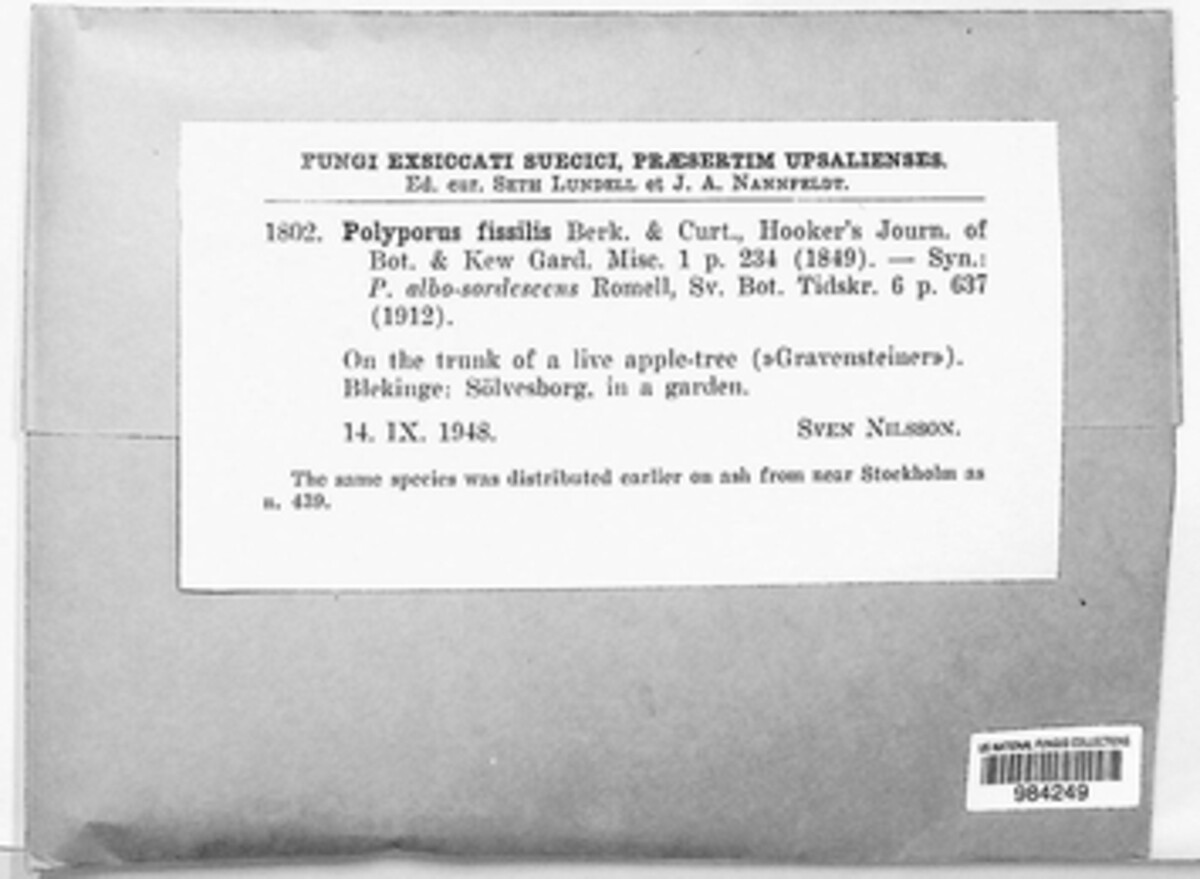 FUNGI EXSICCATI SUECICI, PRÆSERTIM UPSALIENSES.
Ed. cur. SETH LUNDELL et J. A. NANNFELDT.
1802. Polyporus fissilis Berk. & Curt., Hooker's Journ. of
Bot. & Kew Gard. Misc. 1 p. 234 (1849). — Syn.:
P. albo-sordescens Romell, Sv. Bot. Tidskr. 6 p. 637
(1912).
On the trunk of a live apple-tree (»Gravensteiner»).
Blekinge: Sölvesborg, in a garden.
14. IX. 1948. SVEN NILSSON.
The same species was distributed earlier on ash from near Stockholm as
n. 439.
US NATIONAL FUNGUS COLLECTIONS
984249